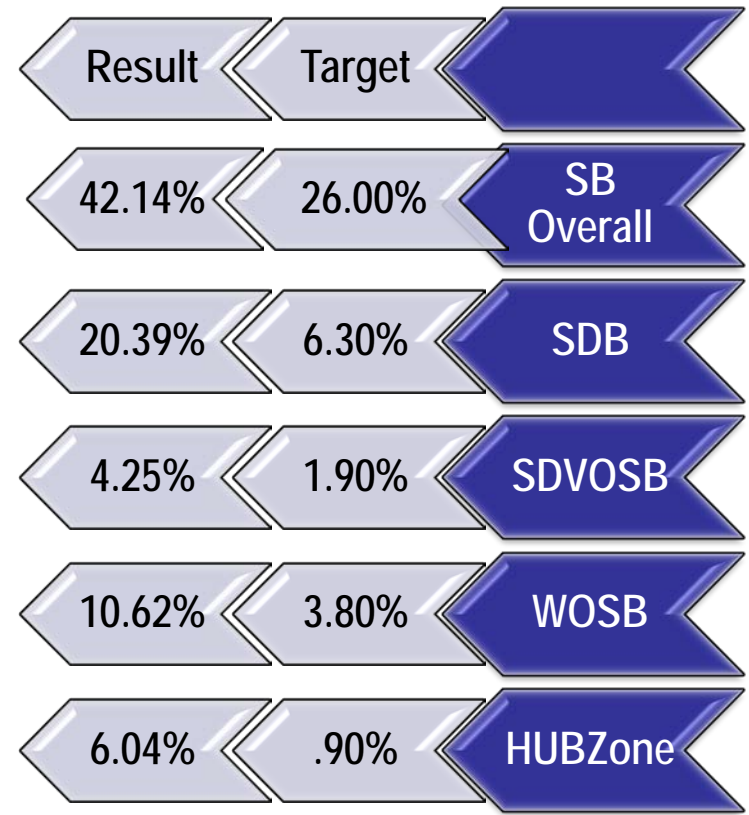 Result Target
42.14% 26.00% SB
Overall
20.39% 6.30% SDB
4.25% 1.90% SDVOSB
10.62% 3.80% WOSB
6.04% .90% HUBZone